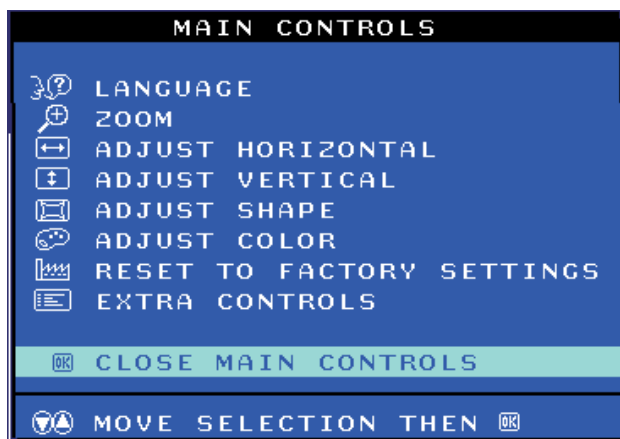 MAIN CONTROLS
LANGUAGE
ZOOM
ADJUST HORIZONTAL
ADJUST VERTICAL
ADJUST SHAPE
ADJUST COLOR
RESET TO FACTORY SETTINGS
EXTRA CONTROLS
OK CLOSE MAIN CONTROLS
MOVE SELECTION THEN OK